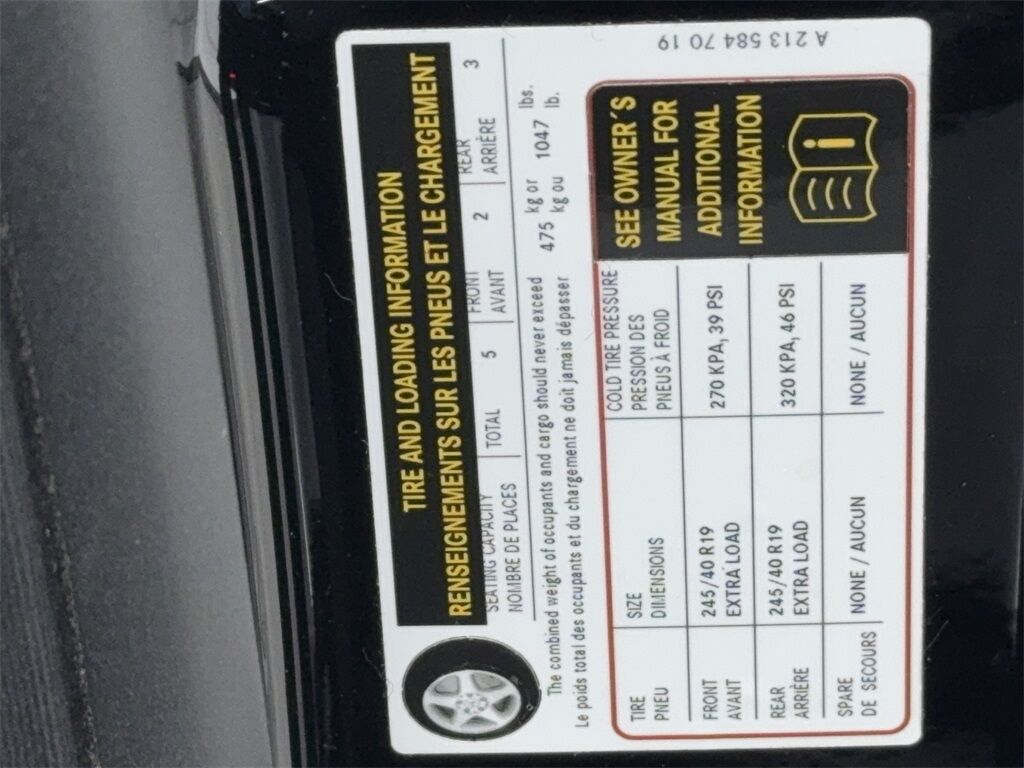 TIRE AND LOADING INFORMATION
RENSEIGNEMENTS SUR LES PNEUS ET LE CHARGEMENT
SEATING CAPACITY
NOMBRE DE PLACES
TOTAL 5
FRONT
AVANT
2
REAR
ARRIÈRE
3
The combined weight of occupants and cargo should never exceed
Le poids total des occupants et du chargement ne doit jamais dépasser
475
kg or
kg ou
1047
lbs.
lb.
TIRE
PNEU
SIZE
DIMENSIONS
COLD TIRE PRESSURE
PRESSION DES
PNEUS À FROID
FRONT
AVANT
245/40 R19
EXTRA LOAD
270 KPA, 39 PSI
REAR
ARRIÈRE
245/40 R19
EXTRA LOAD
320 KPA, 46 PSI
SPARE
DE SECOURS
NONE / AUCUN
NONE / AUCUN
SEE OWNER´S
MANUAL FOR
ADDITIONAL
INFORMATION
A 213 584 70 19